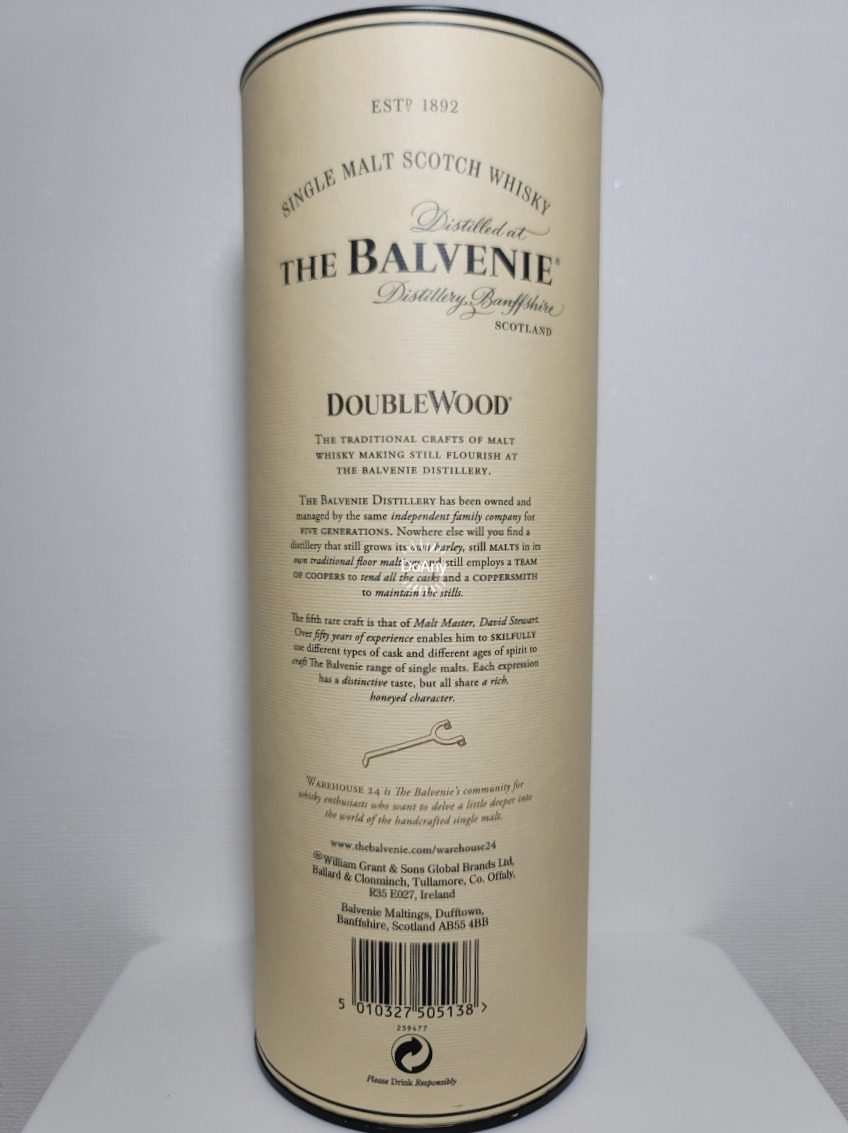 ESTD 1892
SINGLE MALT SCOTCH WHISKY
Distilled at
THE BALVENIE®
Distillery, Banffshire
SCOTLAND
DOUBLEWOOD®
THE TRADITIONAL CRAFTS OF MALT
WHISKY MAKING STILL FLOURISH AT
THE BALVENIE DISTILLERY.
THE BALVENIE DISTILLERY has been owned and
managed by the same independent family company for
FIVE GENERATIONS. Nowhere else will you find a
distillery that still grows its own barley, still MALTS in its
own traditional floor maltings and still employs a TEAM
OF COOPERS to tend all the casks and a COPPERSMITH
to maintain the stills.
DoAny
The fifth rare craft is that of Malt Master, David Stewart.
Over fifty years of experience enables him to SKILFULLY
use different types of cask and different ages of spirit to
craft The Balvenie range of single malts. Each expression
has a distinctive taste, but all share a rich,
honeyed character.
WAREHOUSE 24 is The Balvenie's community for
whisky enthusiasts who want to delve a little deeper into
the world of the handcrafted single malt.
www.thebalvenie.com/warehouse24
William Grant & Sons Global Brands Ltd,
Ballard & Clonminch, Tullamore, Co. Offaly,
R35 E027, Ireland
Balvenie Maltings, Dufftown,
Banffshire, Scotland AB55 4BB
5 010327 505138 >
259477
Please Drink Responsibly